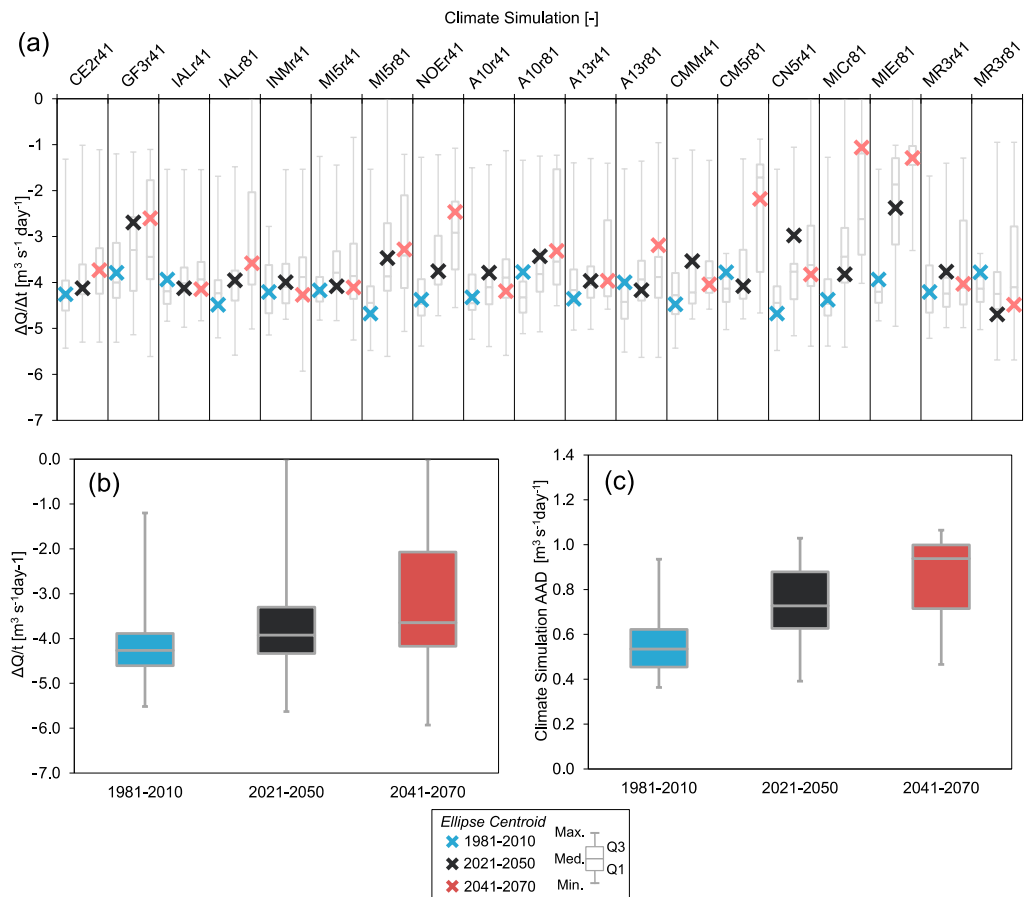 Climate Simulation [-]
(a)
CE2r41
GF3r41
IALr41
IALr81
INMr41
MI5r41
MI5r81
NOEr41
A10r41
A10r81
A13r41
A13r81
CMMr41
CM5r81
CN5r41
MICr81
MIEr81
MR3r41
MR3r81
ΔQ/Δt [m³ s⁻¹ day⁻¹]
0
-1
-2
-3
-4
-5
-6
-7
(b)
ΔQ/t [m³ s⁻¹day-1]
0.0
-1.0
-2.0
-3.0
-4.0
-5.0
-6.0
-7.0
1981-2010
2021-2050
2041-2070
(c)
Climate Simulation AAD [m³ s⁻¹day⁻¹]
1.4
1.2
1.0
0.8
0.6
0.4
0.2
0.0
1981-2010
2021-2050
2041-2070
Ellipse Centroid
1981-2010
2021-2050
2041-2070
Max.
Q3
Med.
Q1
Min.